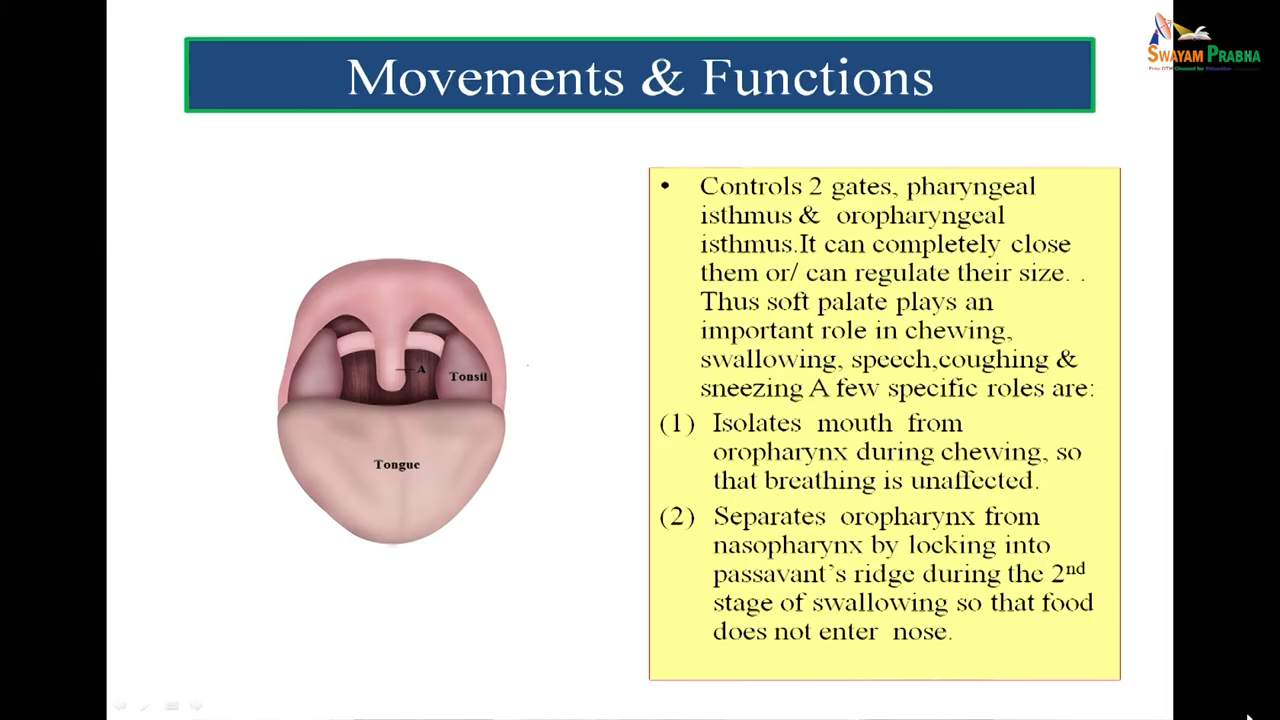 SWAYAM PRABHA
Movements & Functions
• Controls 2 gates, pharyngeal
isthmus & oropharyngeal
isthmus.It can completely close
them or/ can regulate their size. .
Thus soft palate plays an
important role in chewing,
swallowing, speech,coughing &
sneezing A few specific roles are:
(1) Isolates mouth from
oropharynx during chewing, so
that breathing is unaffected.
(2) Separates oropharynx from
nasopharynx by locking into
passavant’s ridge during the 2nd
stage of swallowing so that food
does not enter nose.
A
Tonsil
Tongue